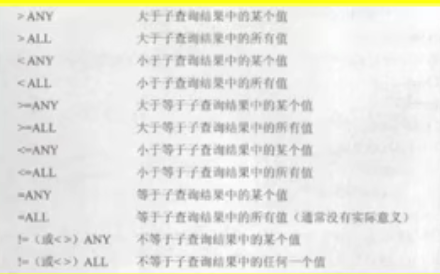 >ANY 大于子查询结果中的某个值
>ALL 大于子查询结果中的所有值
<ANY 小于子查询结果中的某个值
<ALL 小于子查询结果中的所有值
>=ANY 大于等于子查询结果中的某个值
>=ALL 大于等于子查询结果中的所有值
<=ANY 小于等于子查询结果中的某个值
<=ALL 小于等于子查询结果中的所有值
=ANY 等于子查询结果中的某个值
=ALL 等于子查询结果中的所有值（通常没有实际意义）
!=（或<>）ANY 不等于子查询结果中的某个值
!=（或<>）ALL 不等于子查询结果中的任何一个值